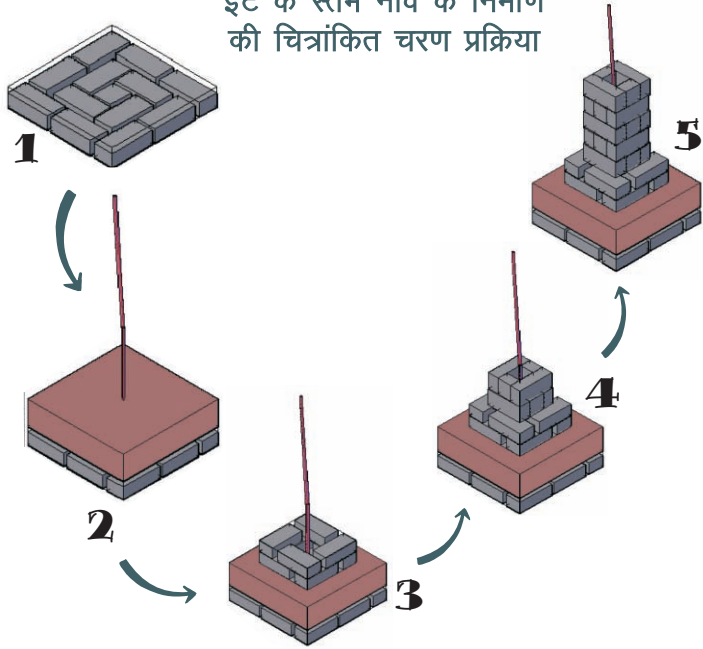 ईंट के स्तंभ नींव के निर्माण
की चित्रांकित चरण प्रक्रिया
1
2
3
4
5